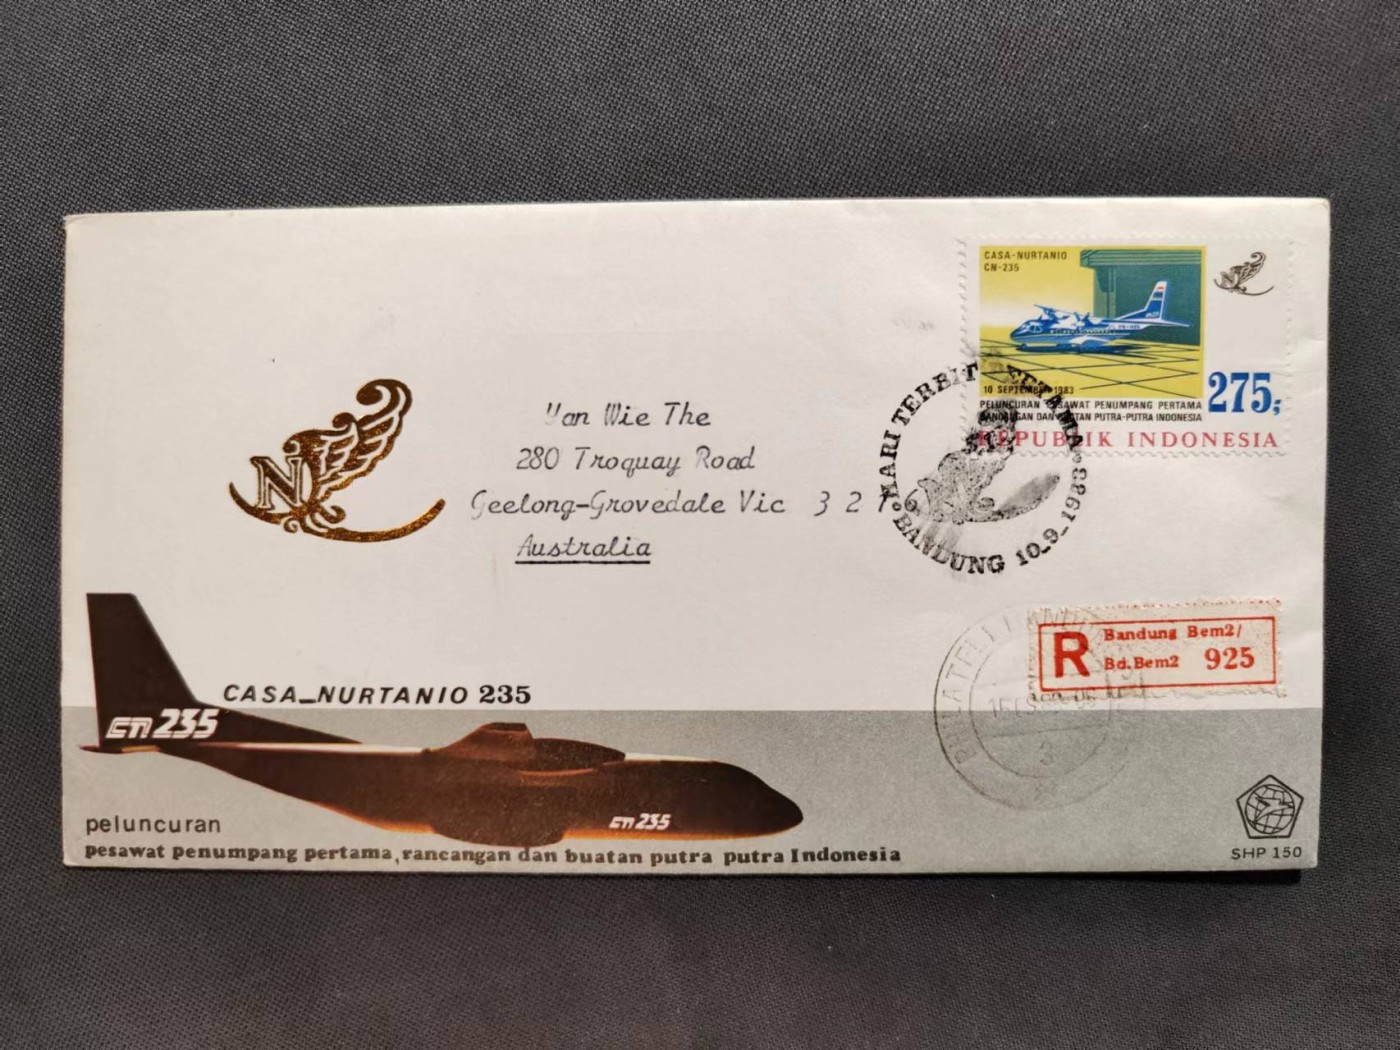 CASA-NURTANIO
CN-235
10 SEPTEMBER 1983
PELUNCURAN PESAWAT PENUMPANG PERTAMA
RANCANGAN DAN BUATAN PUTRA-PUTRA INDONESIA
275,-
REPUBLIK INDONESIA
HARI TERBIT PERTAMA
BANDUNG 10_9_1983
N
Yan Wie The
280 Troquay Road
Geelong-Grovedale Vic 3216
Australia
R Bandung Bem2/
Bd.Bem2 925
3
CASA_NURTANIO 235
cn 235
cn 235
peluncuran
pesawat penumpang pertama, rancangan dan buatan putra putra Indonesia
SHP 150